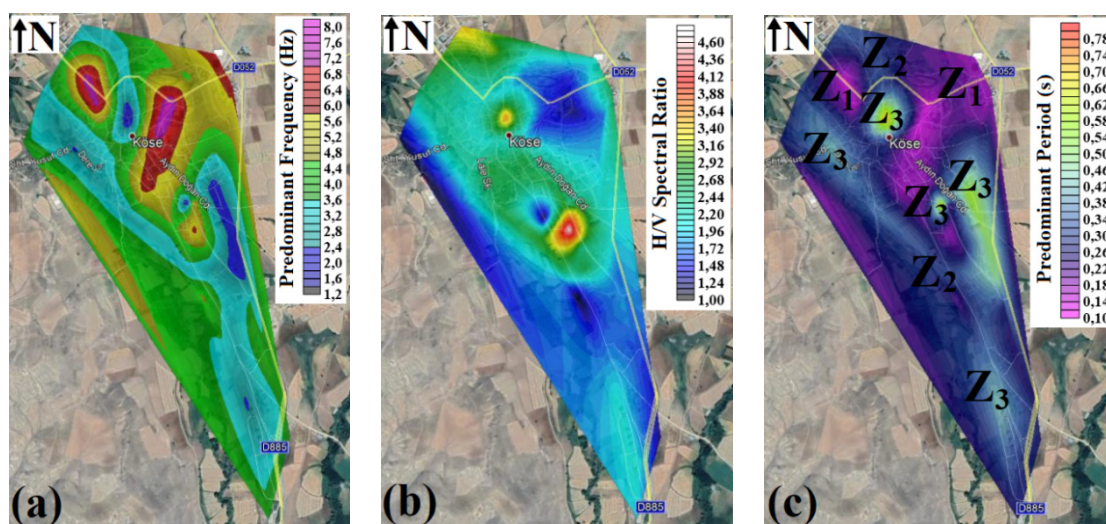 ↑N
D052
Köse
Aydın Doğan Cd
D885
(a)
Predominant Frequency (Hz)
8,0
7,6
7,2
6,8
6,4
6,0
5,6
5,2
4,8
4,4
4,0
3,6
3,2
2,8
2,4
2,0
1,6
1,2
↑N
D052
Köse
Aydın Doğan Cd
D885
(b)
H/V Spectral Ratio
4,60
4,36
4,12
3,88
3,64
3,40
3,16
2,92
2,68
2,44
2,20
1,96
1,72
1,48
1,24
1,00
↑N
D052
Z1
Z2
Z1
Z3
Köse
Z3
Aydın Doğan Cd
Z3
Z3
Z2
Z3
D885
(c)
Predominant Period (s)
0,78
0,74
0,70
0,66
0,62
0,58
0,54
0,50
0,46
0,42
0,38
0,34
0,30
0,26
0,22
0,18
0,14
0,10